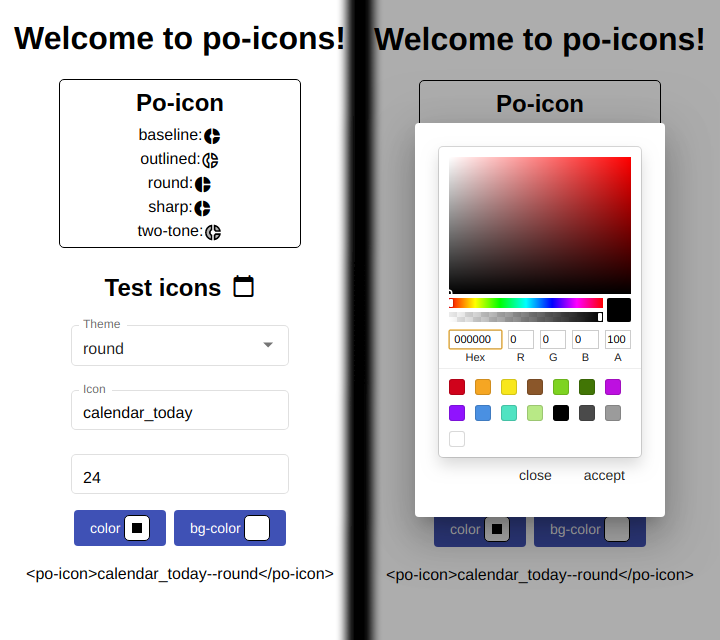 Welcome to po-icons!
Po-icon
baseline:
outlined:
round:
sharp:
two-tone:
Test icons
Theme
round
Icon
calendar_today
24
color
bg-color
<po-icon>calendar_today--round</po-icon>
Welcome to po-icons!
Po-icon
000000 0 0 0 100
Hex R G B A
close accept
color
bg-color
<po-icon>calendar_today--round</po-icon>